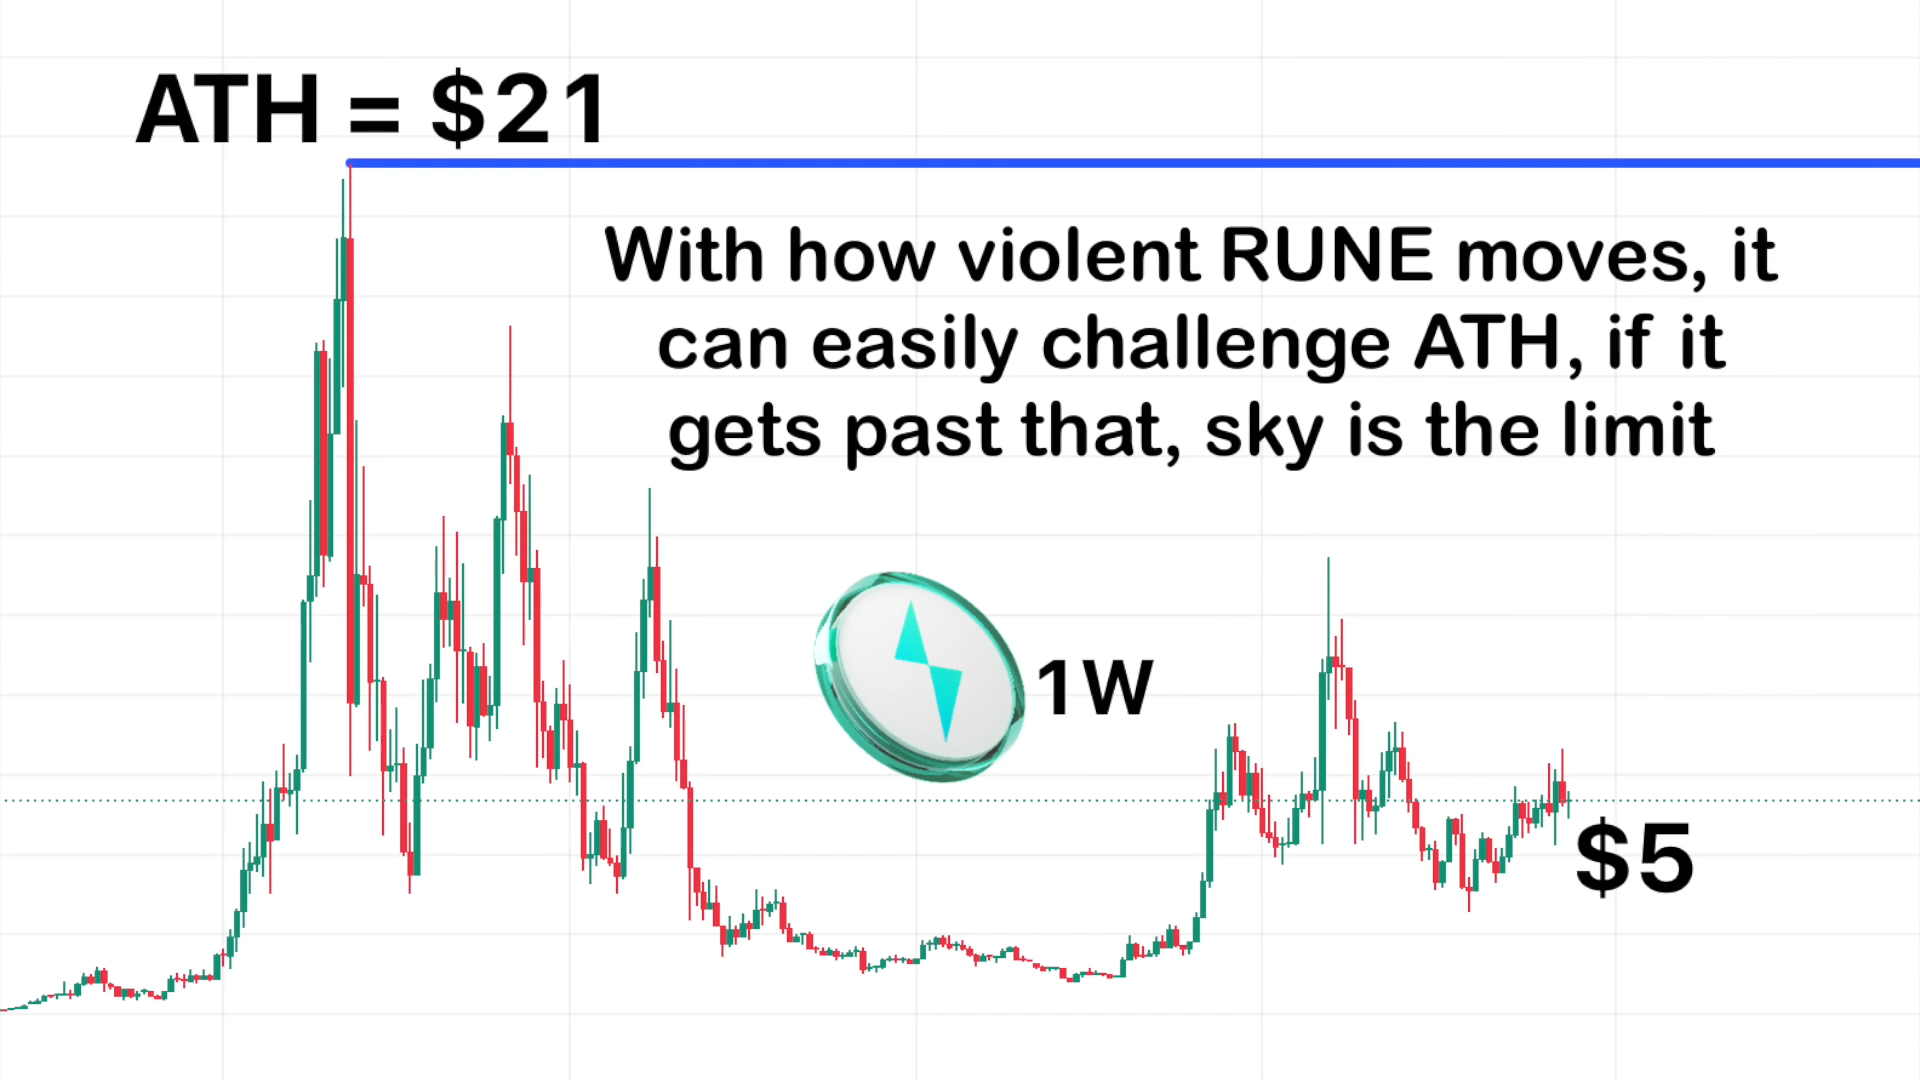 ATH = $21
With how violent RUNE moves, it
can easily challenge ATH, if it
gets past that, sky is the limit
1W
$5